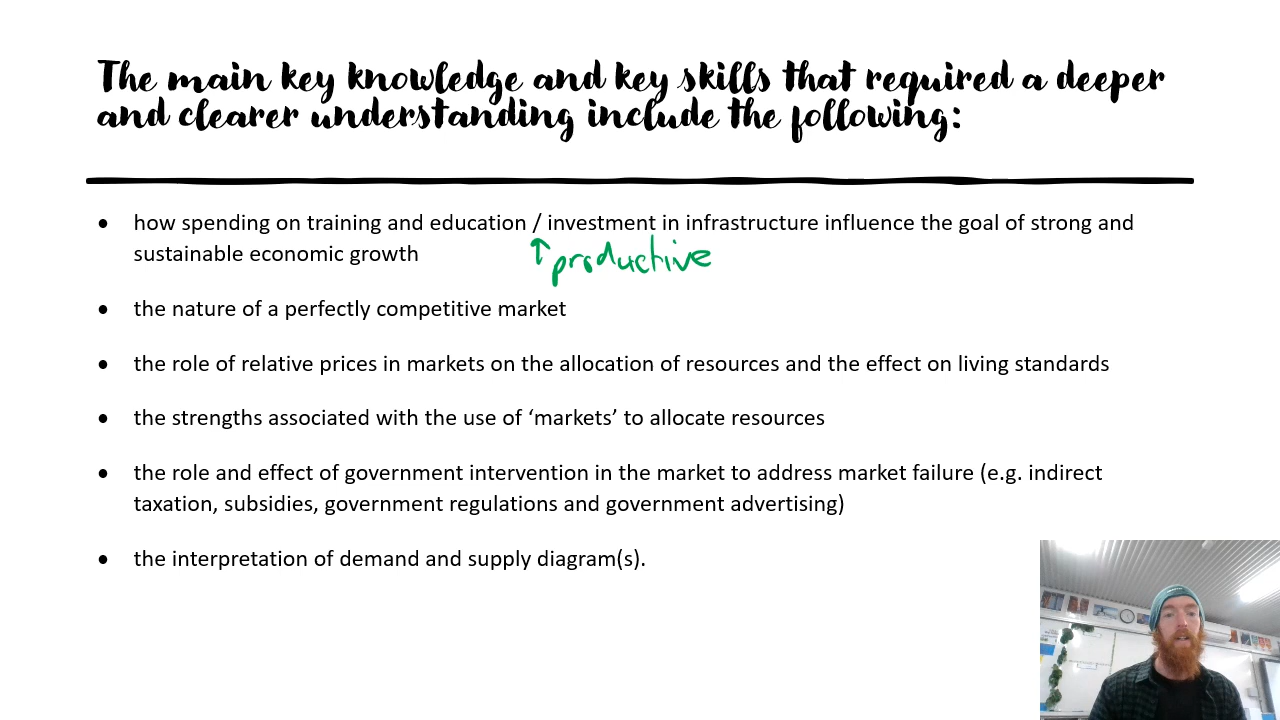 The main key knowledge and key skills that required a deeper
and clearer understanding include the following:
• how spending on training and education / investment in infrastructure influence the goal of strong and
sustainable economic growth
↑ productive
• the nature of a perfectly competitive market
• the role of relative prices in markets on the allocation of resources and the effect on living standards
• the strengths associated with the use of ‘markets’ to allocate resources
• the role and effect of government intervention in the market to address market failure (e.g. indirect
taxation, subsidies, government regulations and government advertising)
• the interpretation of demand and supply diagram(s).